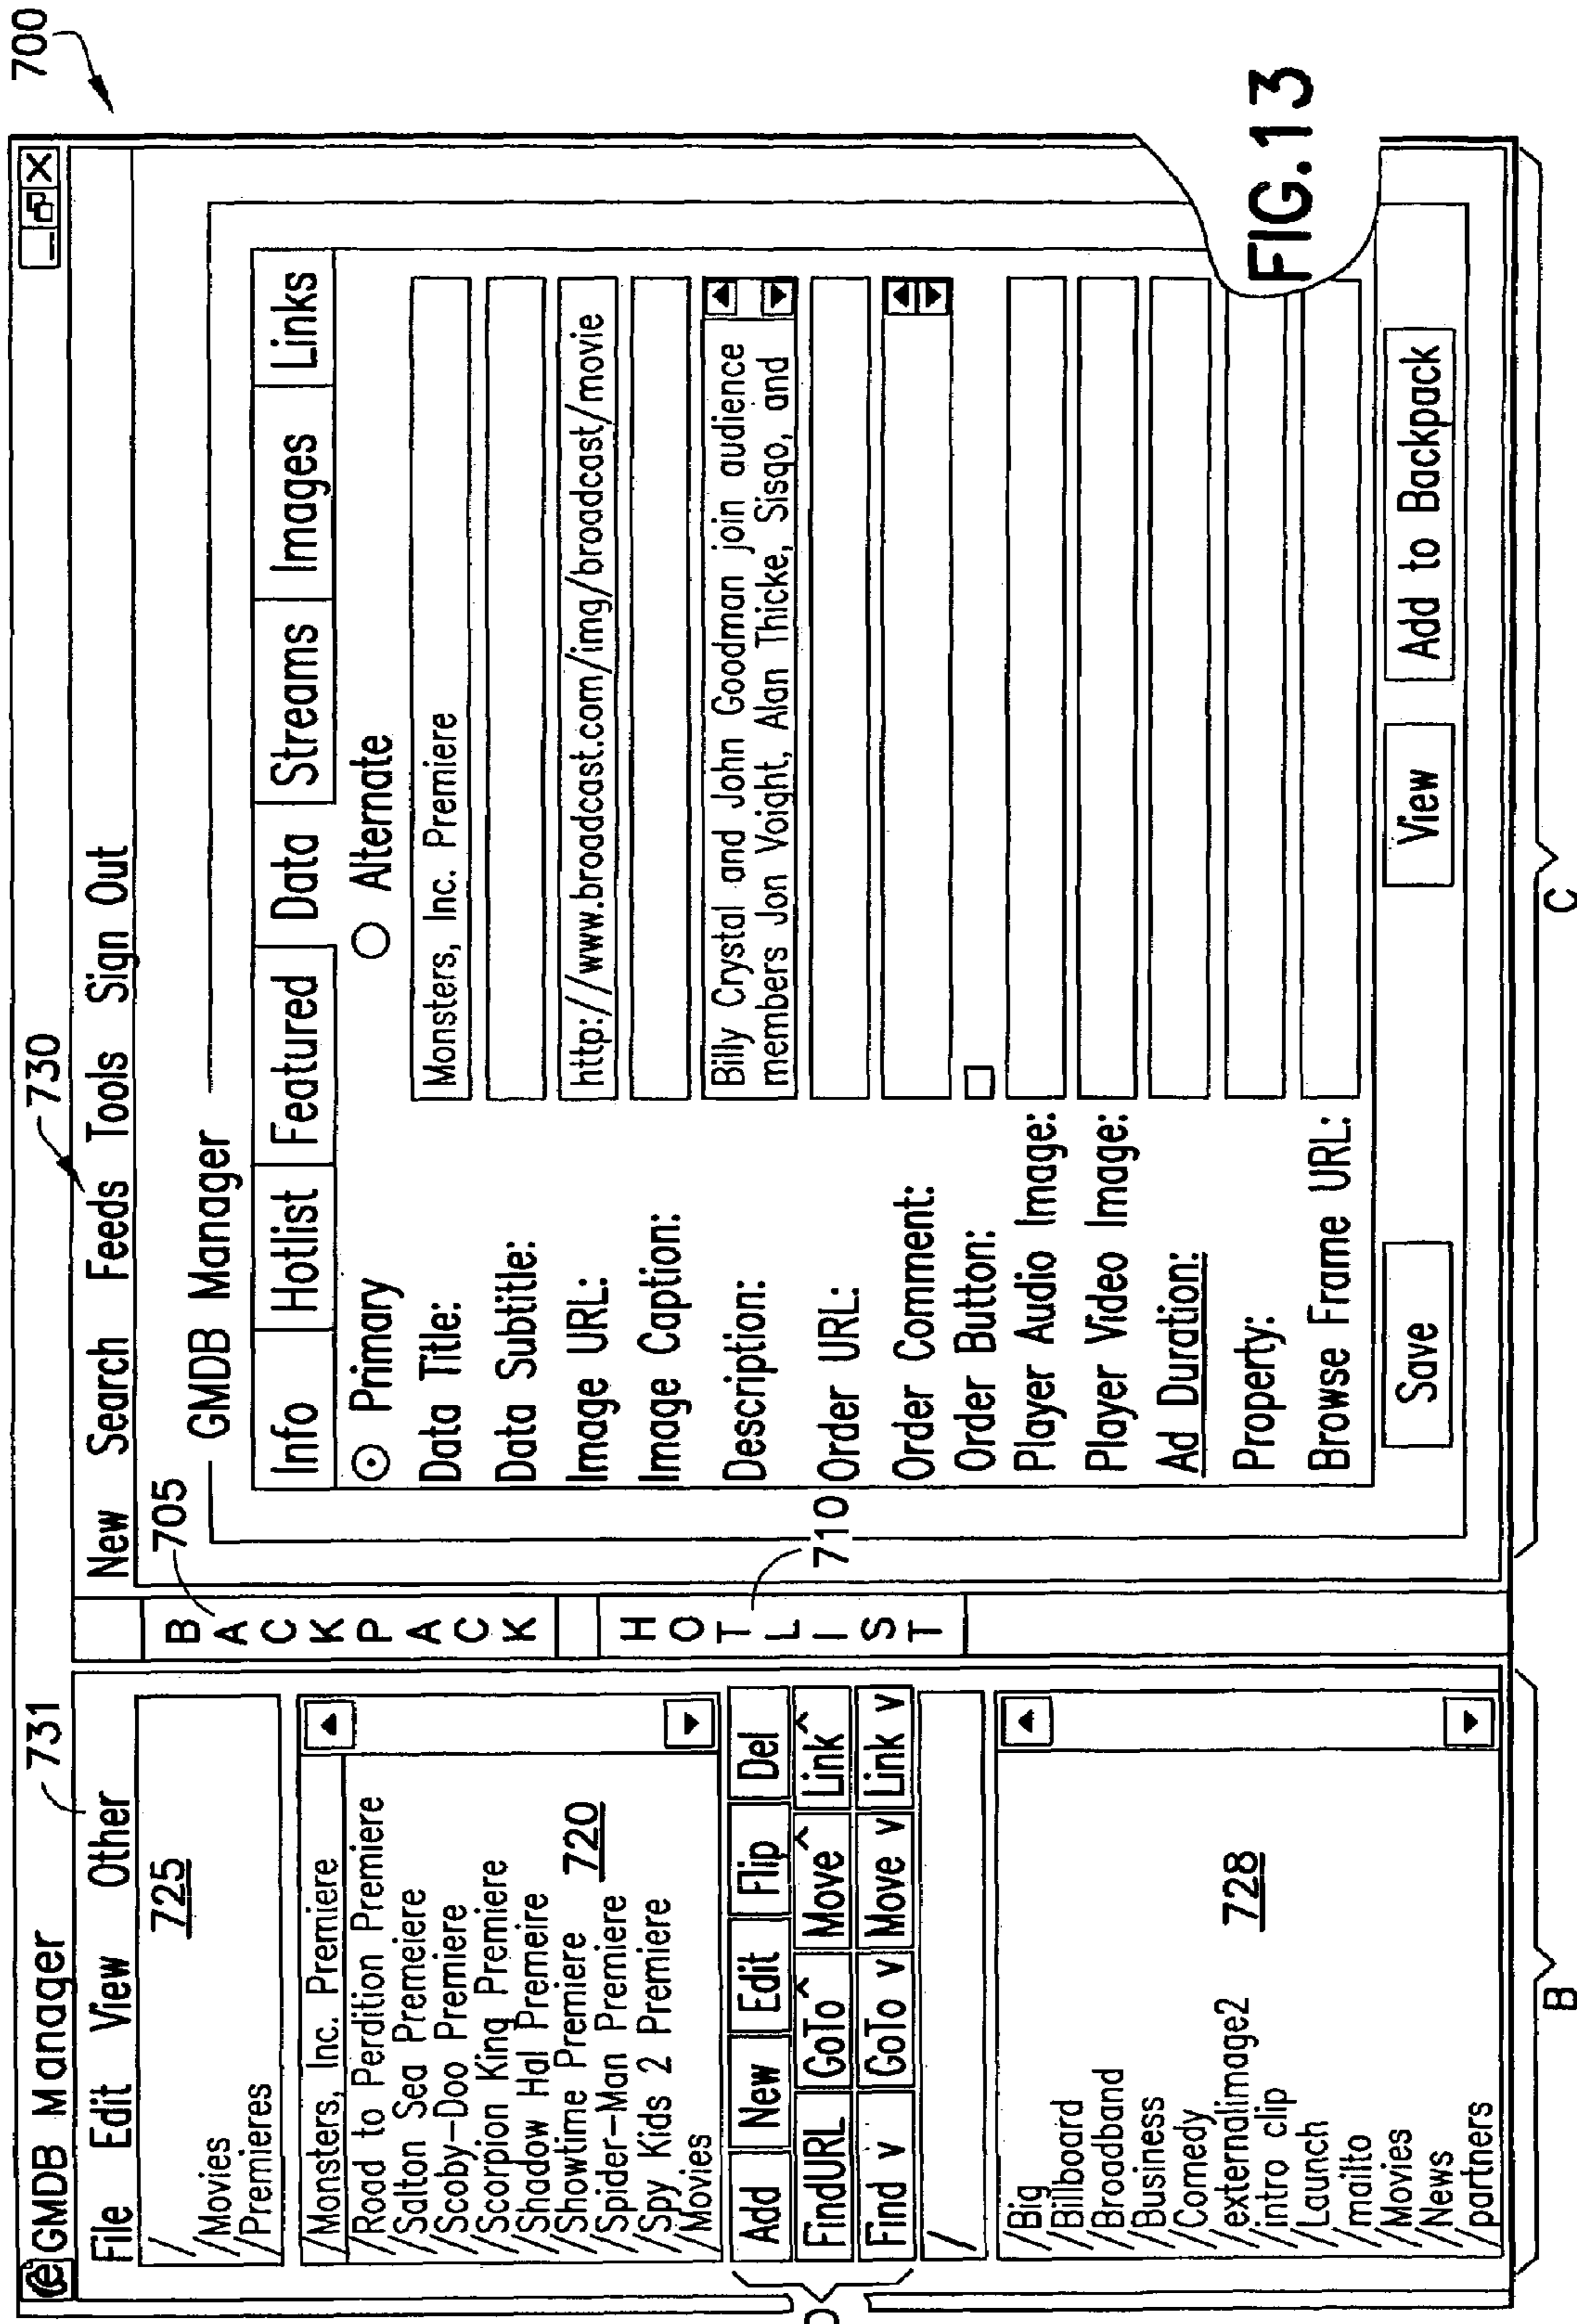 700
GMDB Manager
731
730
File Edit View Other
New Search Feeds Tools Sign Out
725
/
/Movies
/Premieres
/Monsters, Inc. Premiere
/Road to Perdition Premiere
/Salton Sea Premeiere
/Scoby-Doo Premiere
/Scorpion King Premiere
/Shadow Hal Premeire
/Showtime Premiere
/Spider-Man Premiere
/Spy Kids 2 Premiere
/Movies
720
Add New Edit Flip Del
FindURL GoTo ^ Move ^ Link ^
Find v GoTo v Move v Link v
D
/
/Big
/Billboard
/Broadband
/Business
/Comedy
/externalimage2
/intro clip
/Launch
/mailto
/Movies
/News
/partners
728
B
705
BACKPACK
HOTLIST
710
GMDB Manager
Info Hotlist Featured Data Streams Images Links
Primary Alternate
Data Title: Monsters, Inc. Premiere
Data Subtitle:
Image URL: http://www.broadcast.com/img/broadcast/movie
Image Caption:
Description: Billy Crystal and John Goodman join audience
members Jon Voight, Alan Thicke, Sisqo, and
Order URL:
Order Comment:
Order Button:
Player Audio Image:
Player Video Image:
Ad Duration:
Property:
Browse Frame URL:
Save View Add to Backpack
C
FIG.13